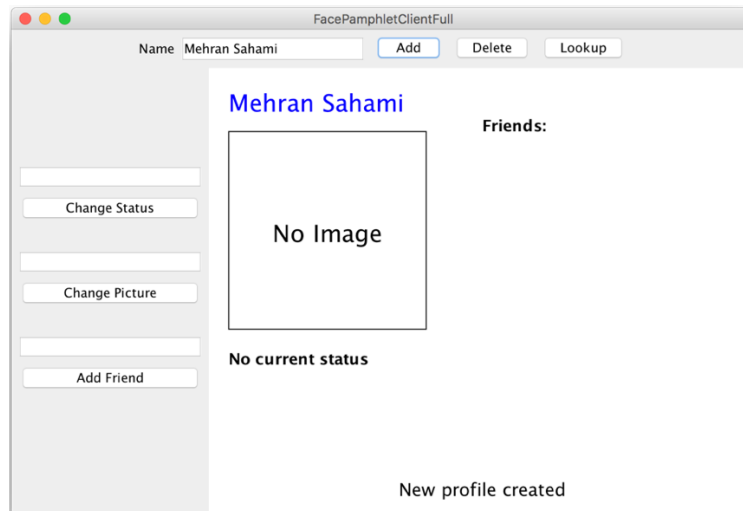 FacePamphletClientFull
Name Mehran Sahami Add Delete Lookup
Mehran Sahami
Friends:
Change Status
No Image
Change Picture
No current status
Add Friend
New profile created